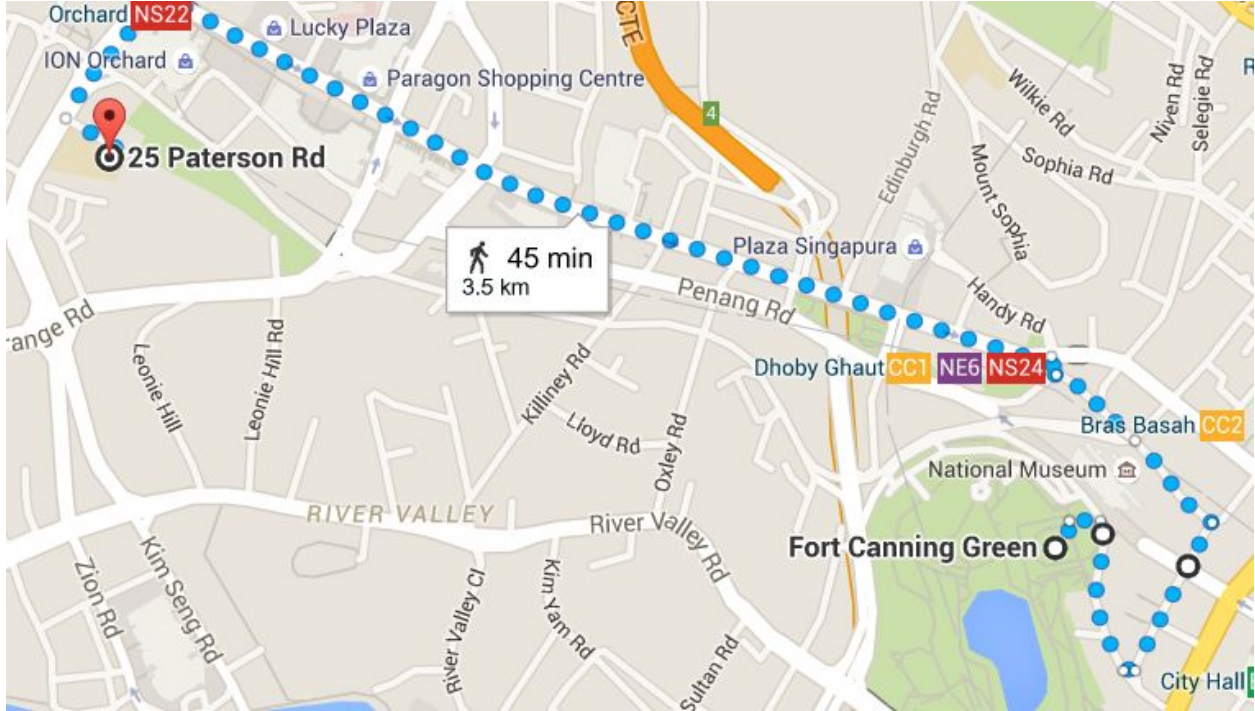 Orchard NS22
Lucky Plaza
CTE
ION Orchard
Paragon Shopping Centre
4
25 Paterson Rd
Edinburgh Rd
Wilkie Rd
Niven Rd
Selegie Rd
R
Sophia Rd
Mount Sophia
45 min
3.5 km
Plaza Singapura
Penang Rd
Handy Rd
range Rd
Leonie Hill
Leonie Hill Rd
Killiney Rd
Lloyd Rd
Oxley Rd
Dhoby Ghaut CC1 NE6 NS24
Bras Basah CC2
National Museum
RIVER VALLEY
River Valley Rd
Fort Canning Green
Zion Rd
Kim Seng Rd
River Valley Cl
Kim Yam Rd
Sultan Rd
City Hall